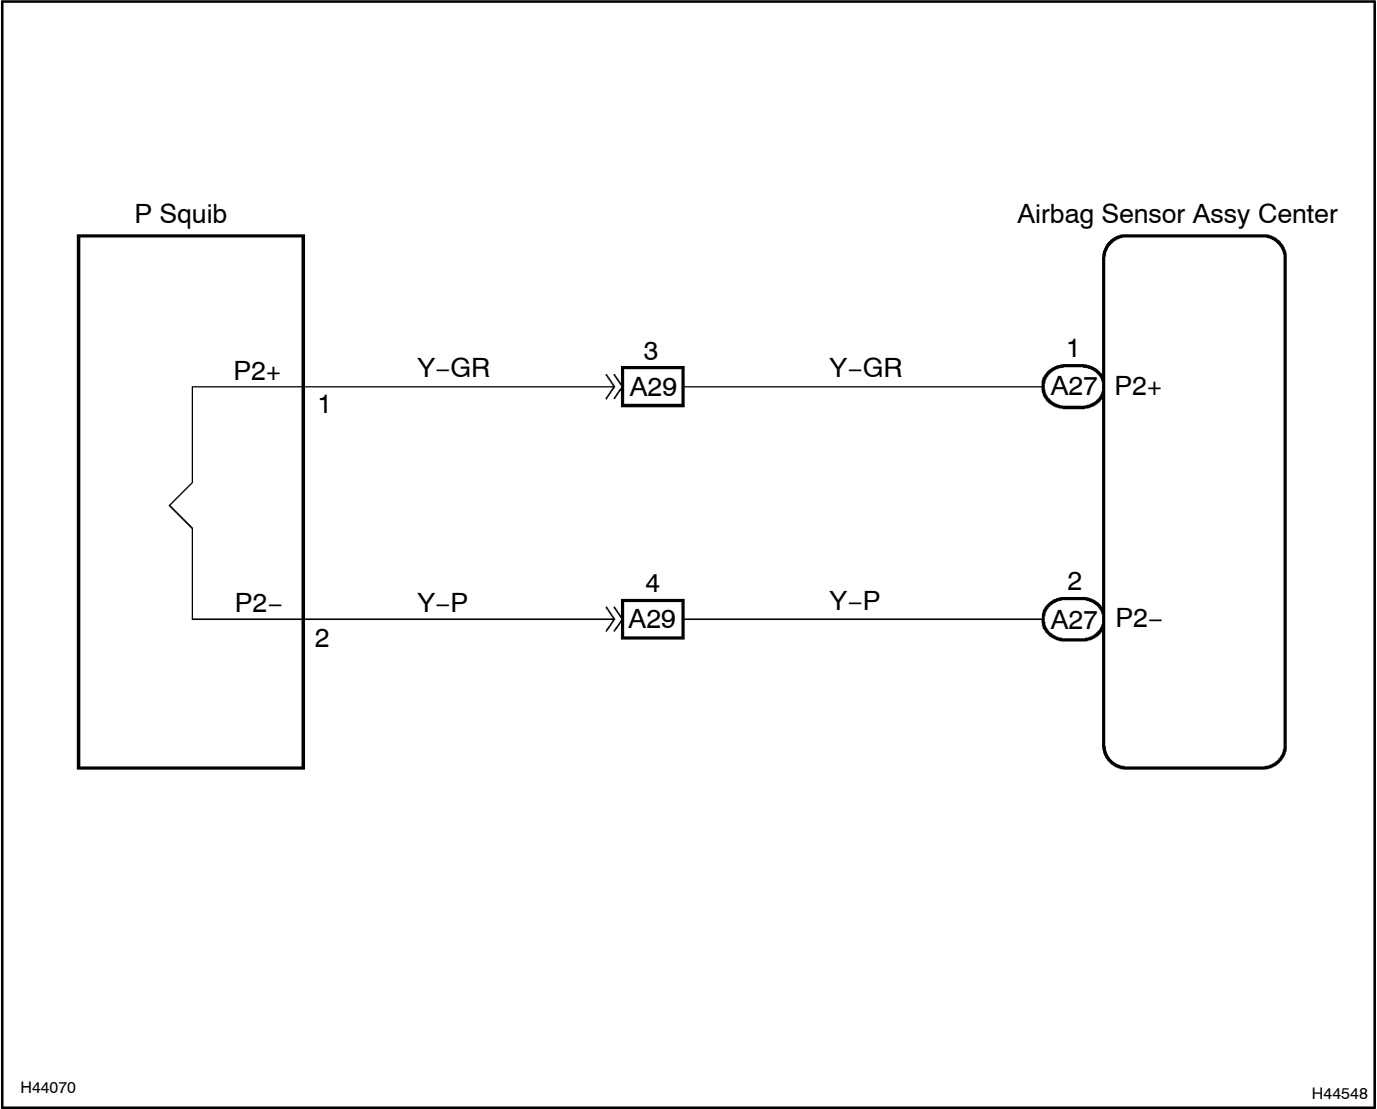 P Squib
Airbag Sensor Assy Center
P2+
1
Y−GR
3
A29
Y−GR
1
A27
P2+
P2−
2
Y−P
4
A29
Y−P
2
A27
P2−
H44070
H44548